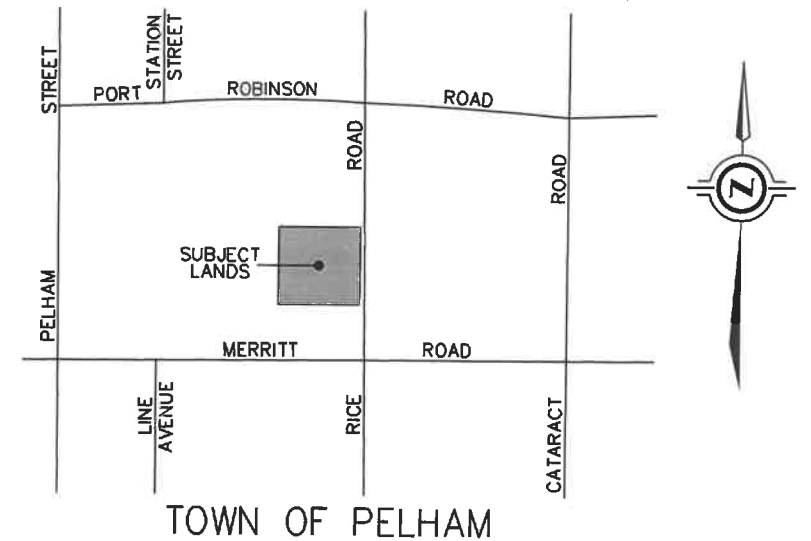 STATION
STREET
STREET
PORT
ROBINSON
ROAD
ROAD
ROAD
SUBJECT
LANDS
PELHAM
MERRITT
ROAD
LINE
AVENUE
RICE
CATARACT
N
TOWN OF PELHAM